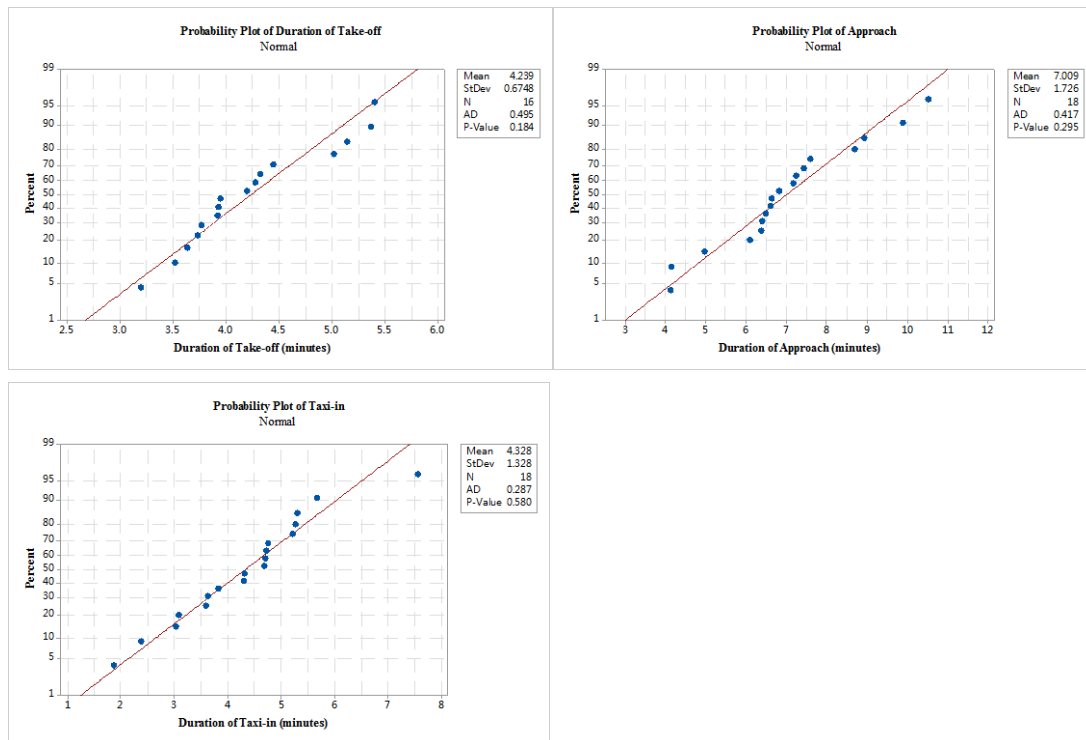 Probability Plot of Duration of Take-off
Normal
99
95
90
80
70
60
50
40
30
20
10
5
1
Percent
2.5 3.0 3.5 4.0 4.5 5.0 5.5 6.0
Duration of Take-off (minutes)
Mean 4.239
StDev 0.6748
N 16
AD 0.495
P-Value 0.184
Probability Plot of Approach
Normal
99
95
90
80
70
60
50
40
30
20
10
5
1
Percent
3 4 5 6 7 8 9 10 11 12
Duration of Approach (minutes)
Mean 7.009
StDev 1.726
N 18
AD 0.417
P-Value 0.295
Probability Plot of Taxi-in
Normal
99
95
90
80
70
60
50
40
30
20
10
5
1
Percent
1 2 3 4 5 6 7 8
Duration of Taxi-in (minutes)
Mean 4.328
StDev 1.328
N 18
AD 0.287
P-Value 0.580